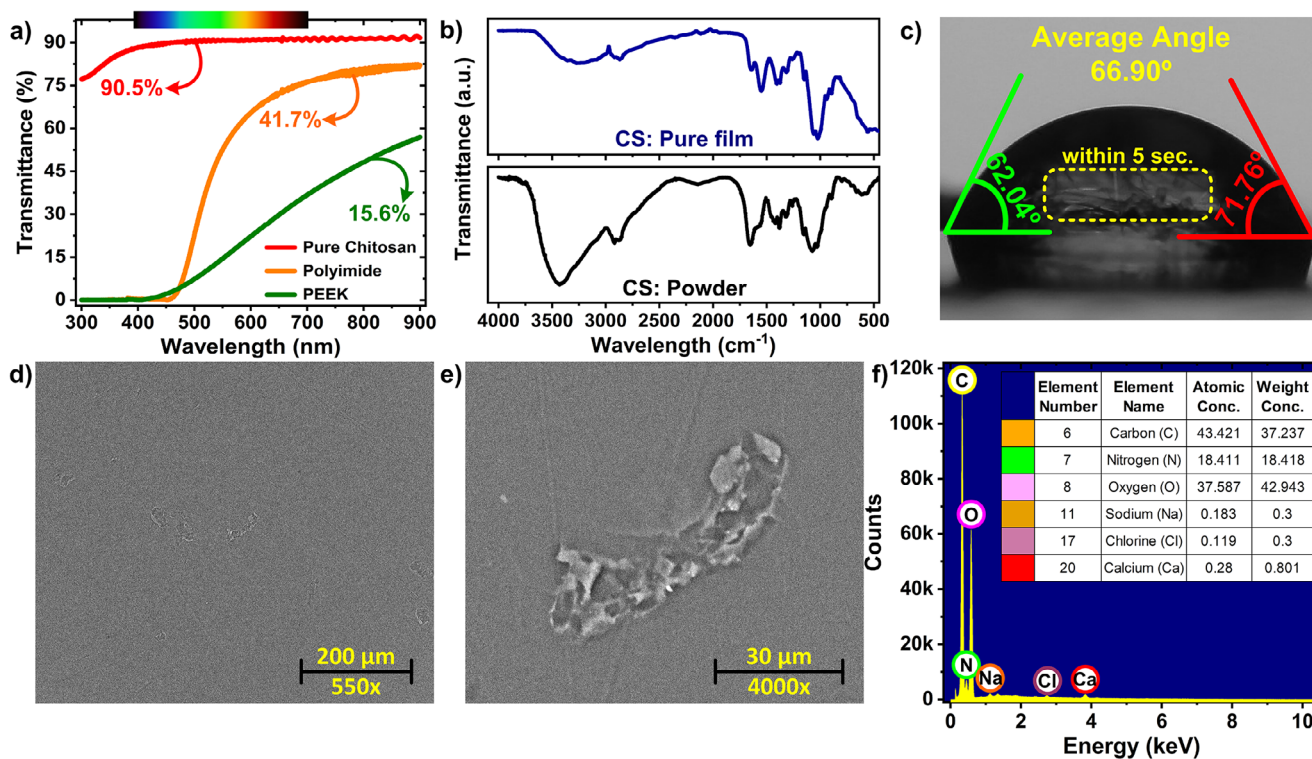 a)
Transmittance (%)
90
75
60
45
30
15
0
90.5%
41.7%
15.6%
Pure Chitosan
Polyimide
PEEK
300 400 500 600 700 800 900
Wavelength (nm)
b)
Transmittance (a.u.)
CS: Pure film
CS: Powder
4000 3500 3000 2500 2000 1500 1000 500
Wavelength (cm⁻¹)
c)
Average Angle
66.90º
within 5 sec.
62.04º
71.76º
d)
200 µm
550x
e)
30 µm
4000x
f)
Counts
120k
100k
80k
60k
40k
20k
0
C
O
N
Na
Cl
Ca
Element Number Element Name Atomic Conc. Weight Conc.
6 Carbon (C) 43.421 37.237
7 Nitrogen (N) 18.411 18.418
8 Oxygen (O) 37.587 42.943
11 Sodium (Na) 0.183 0.3
17 Chlorine (Cl) 0.119 0.3
20 Calcium (Ca) 0.28 0.801
0 2 4 6 8 10
Energy (keV)